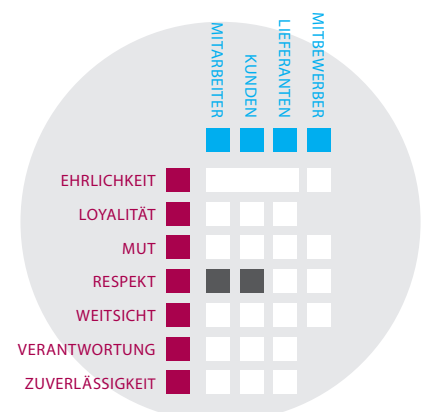 MITARBEITER
KUNDEN
LIEFERANTEN
MITBEWERBER
EHRLICHKEIT
LOYALITÄT
MUT
RESPEKT
WEITSICHT
VERANTWORTUNG
ZUVERLÄSSIGKEIT